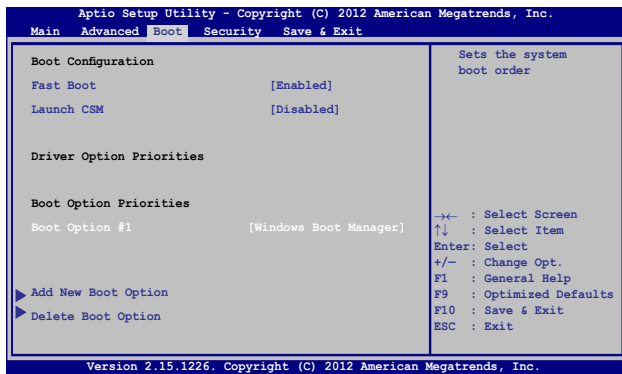 Aptio Setup Utility - Copyright (C) 2012 American Megatrends, Inc.
Main Advanced Boot Security Save & Exit
Boot Configuration
Fast Boot [Enabled]
Launch CSM [Disabled]
Driver Option Priorities
Boot Option Priorities
Boot Option #1 [Windows Boot Manager]
Add New Boot Option
Delete Boot Option
Sets the system
boot order
→← : Select Screen
↑↓ : Select Item
Enter: Select
+/− : Change Opt.
F1 : General Help
F9 : Optimized Defaults
F10 : Save & Exit
ESC : Exit
Version 2.15.1226. Copyright (C) 2012 American Megatrends, Inc.